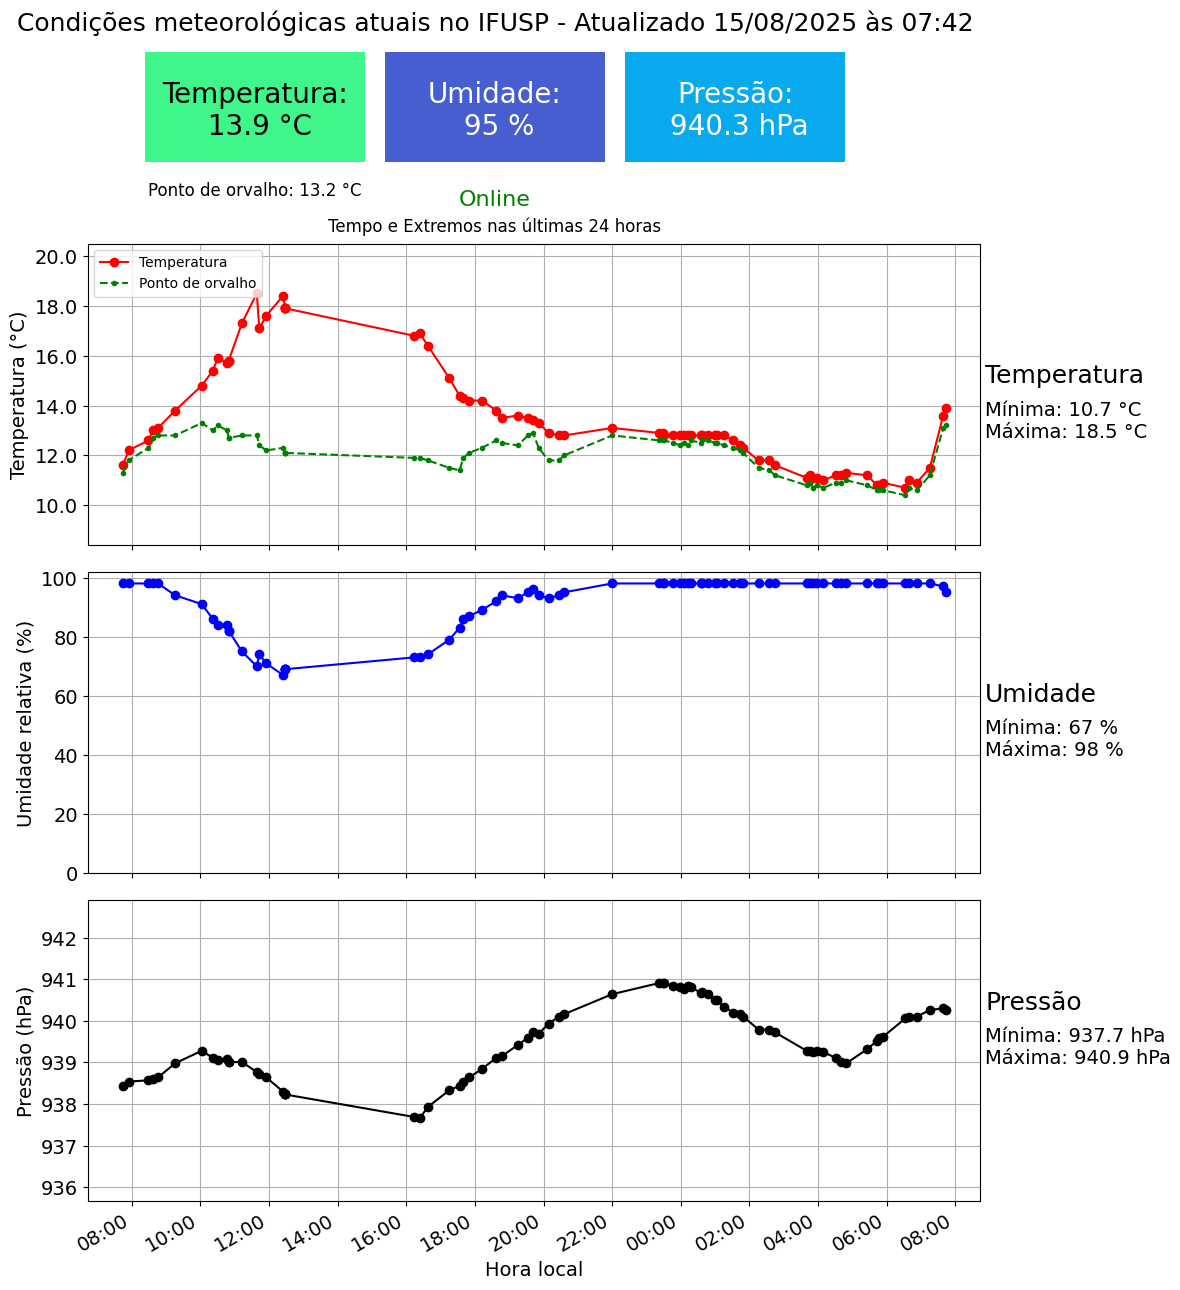 Condições meteorológicas atuais no IFUSP - Atualizado 15/08/2025 às 07:42
Temperatura:
13.9 °C
Umidade:
95 %
Pressão:
940.3 hPa
Ponto de orvalho: 13.2 °C
Online
Tempo e Extremos nas últimas 24 horas
Temperatura (°C)
20.0
18.0
16.0
14.0
12.0
10.0
Temperatura
Ponto de orvalho
Temperatura
Mínima: 10.7 °C
Máxima: 18.5 °C
Umidade relativa (%)
100
80
60
40
20
0
Umidade
Mínima: 67 %
Máxima: 98 %
Pressão (hPa)
942
941
940
939
938
937
936
Pressão
Mínima: 937.7 hPa
Máxima: 940.9 hPa
08:00
10:00
12:00
14:00
16:00
18:00
20:00
22:00
00:00
02:00
04:00
06:00
08:00
Hora local